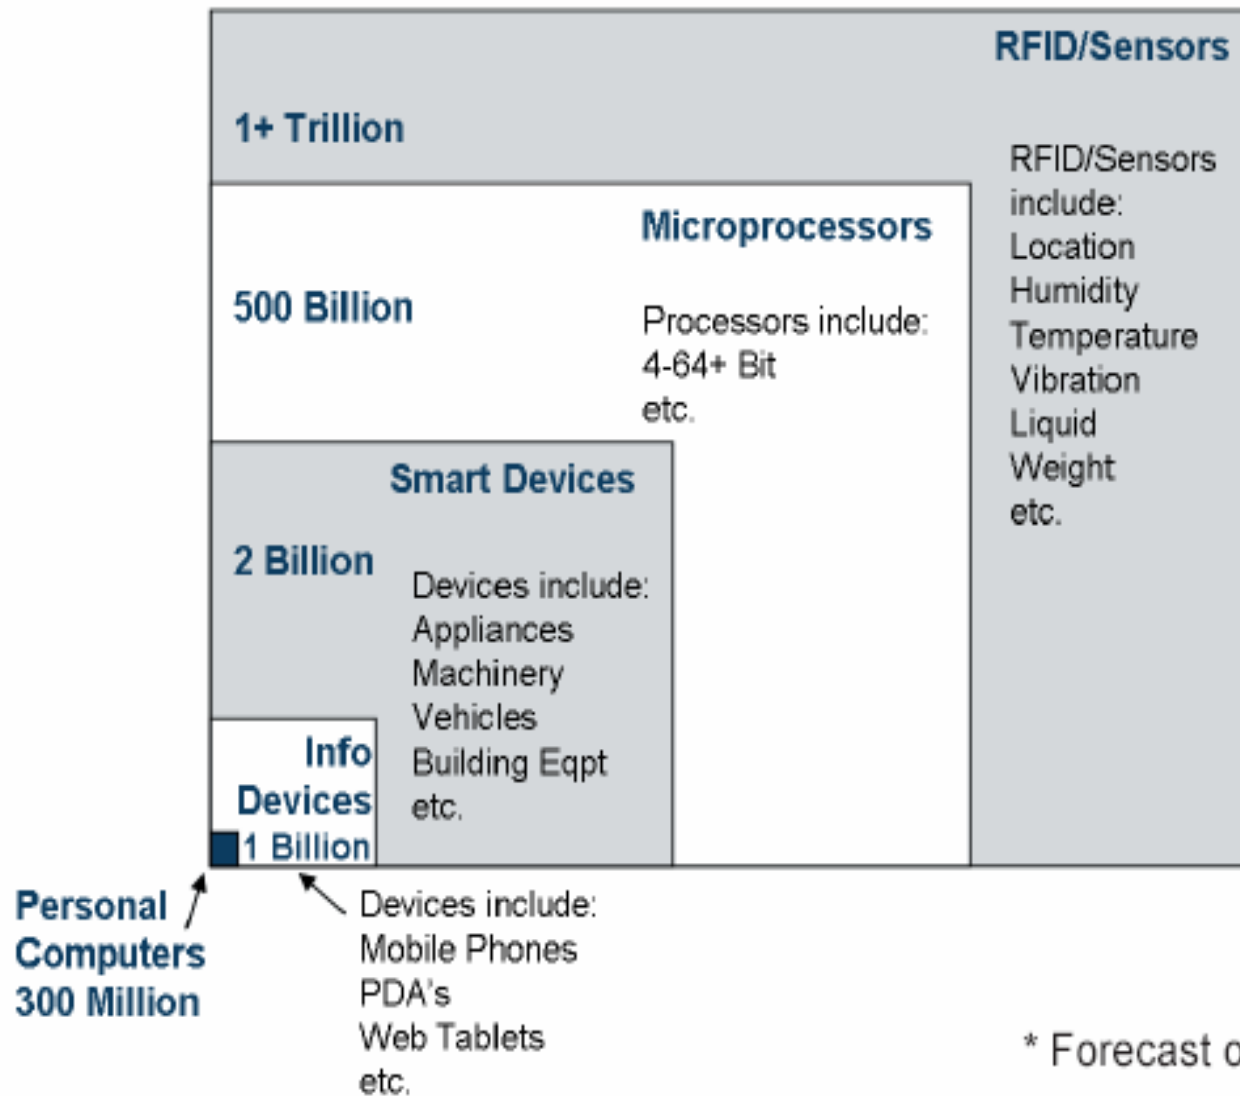 RFID/Sensors
1+ Trillion
RFID/Sensors
include:
Location
Humidity
Temperature
Vibration
Liquid
Weight
etc.
Microprocessors
500 Billion
Processors include:
4-64+ Bit
etc.
Smart Devices
2 Billion
Devices include:
Appliances
Machinery
Vehicles
Building Eqpt
etc.
Info
Devices
1 Billion
Personal
Computers
300 Million
Devices include:
Mobile Phones
PDA's
Web Tablets
etc.
* Forecast